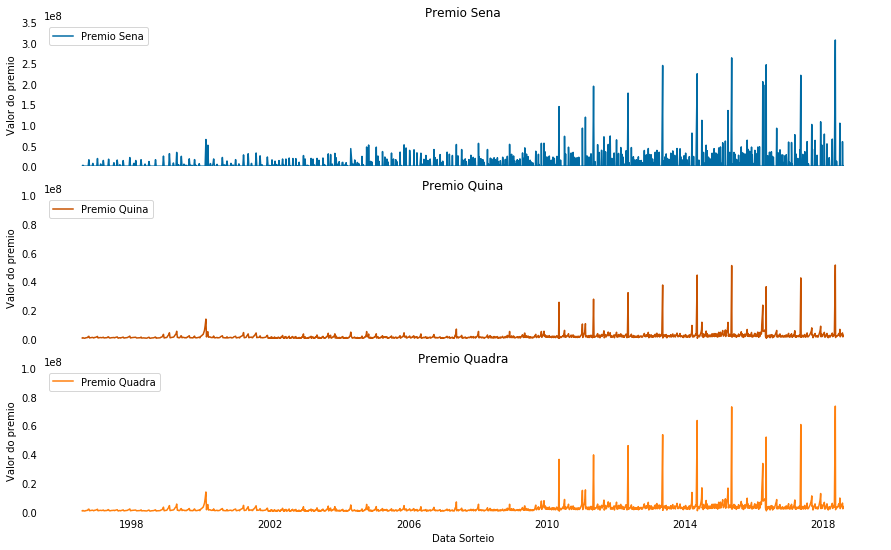 Premio Sena
1e8
3.5
3.0
2.5
2.0
1.5
1.0
0.5
0.0
Valor do premio
Premio Sena
Premio Quina
1e8
1.0
0.8
0.6
0.4
0.2
0.0
Valor do premio
Premio Quina
Premio Quadra
1e8
1.0
0.8
0.6
0.4
0.2
0.0
Valor do premio
Premio Quadra
1998 2002 2006 2010 2014 2018
Data Sorteio